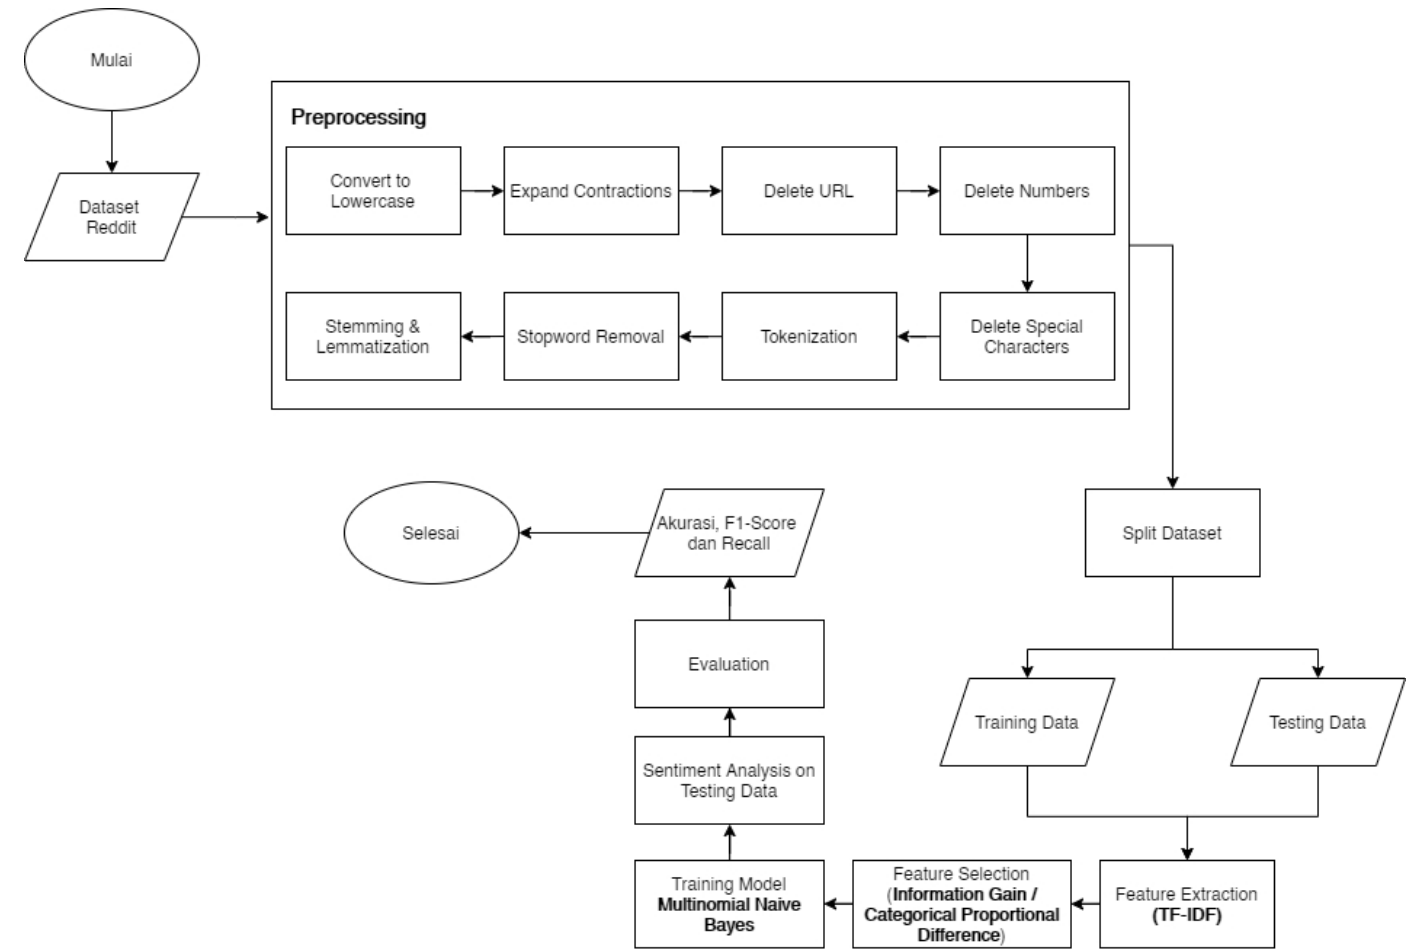 Mulai
Dataset
Reddit
Preprocessing
Convert to
Lowercase
Expand Contractions
Delete URL
Delete Numbers
Delete Special
Characters
Tokenization
Stopword Removal
Stemming &
Lemmatization
Split Dataset
Training Data
Testing Data
Feature Extraction
(TF-IDF)
Feature Selection
(Information Gain /
Categorical Proportional
Difference)
Training Model
Multinomial Naive
Bayes
Sentiment Analysis on
Testing Data
Evaluation
Akurasi, F1-Score
dan Recall
Selesai